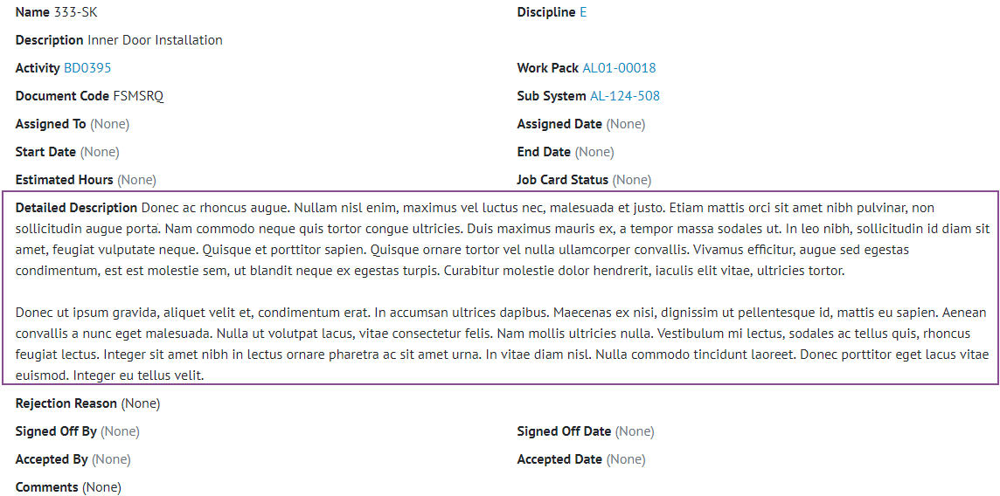 Name 333-SK Discipline E
Description Inner Door Installation
Activity BD0395 Work Pack AL01-00018
Document Code FSMSRQ Sub System AL-124-508
Assigned To (None) Assigned Date (None)
Start Date (None) End Date (None)
Estimated Hours (None) Job Card Status (None)
Detailed Description Donec ac rhoncus augue. Nullam nisl enim, maximus vel luctus nec, malesuada et justo. Etiam mattis orci sit amet nibh pulvinar, non
sollicitudin augue porta. Nam commodo neque quis tortor congue ultricies. Duis maximus mauris ex, a tempor massa sodales ut. In leo nibh, sollicitudin id diam sit
amet, feugiat vulputate neque. Quisque et porttitor sapien. Quisque ornare tortor vel nulla ullamcorper convallis. Vivamus efficitur, augue sed egestas
condimentum, est est molestie sem, ut blandit neque ex egestas turpis. Curabitur molestie dolor hendrerit, iaculis elit vitae, ultricies tortor.
Donec ut ipsum gravida, aliquet velit et, condimentum erat. In accumsan ultrices dapibus. Maecenas ex nisi, dignissim ut pellentesque id, mattis eu sapien. Aenean
convallis a nunc eget malesuada. Nulla ut volutpat lacus, vitae consectetur felis. Nam mollis ultricies nulla. Vestibulum mi lectus, sodales ac tellus quis, rhoncus
feugiat lectus. Integer sit amet nibh in lectus ornare pharetra ac sit amet urna. In vitae diam nisl. Nulla commodo tincidunt laoreet. Donec porttitor eget lacus vitae
euismod. Integer eu tellus velit.
Rejection Reason (None)
Signed Off By (None) Signed Off Date (None)
Accepted By (None) Accepted Date (None)
Comments (None)